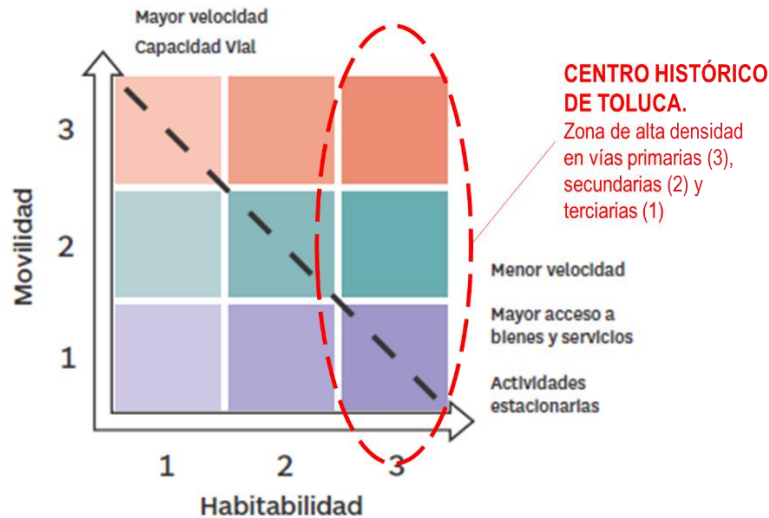 Mayor velocidad
Capacidad Vial
CENTRO HISTÓRICO
DE TOLUCA.
Zona de alta densidad
en vías primarias (3),
secundarias (2) y
terciarias (1)
3
2
1
Movilidad
Menor velocidad
Mayor acceso a
bienes y servicios
Actividades
estacionarias
1 2 3
Habitabilidad